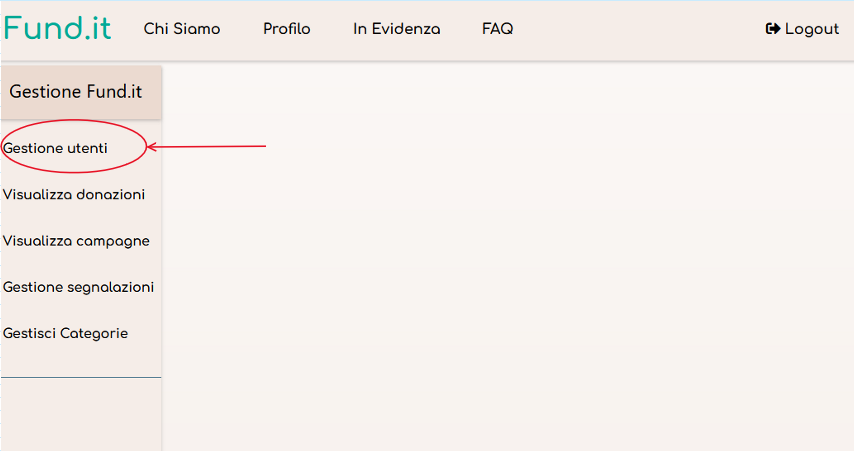 Fund.it Chi Siamo Profilo In Evidenza FAQ Logout
Gestione Fund.it
Gestione utenti
Visualizza donazioni
Visualizza campagne
Gestione segnalazioni
Gestisci Categorie